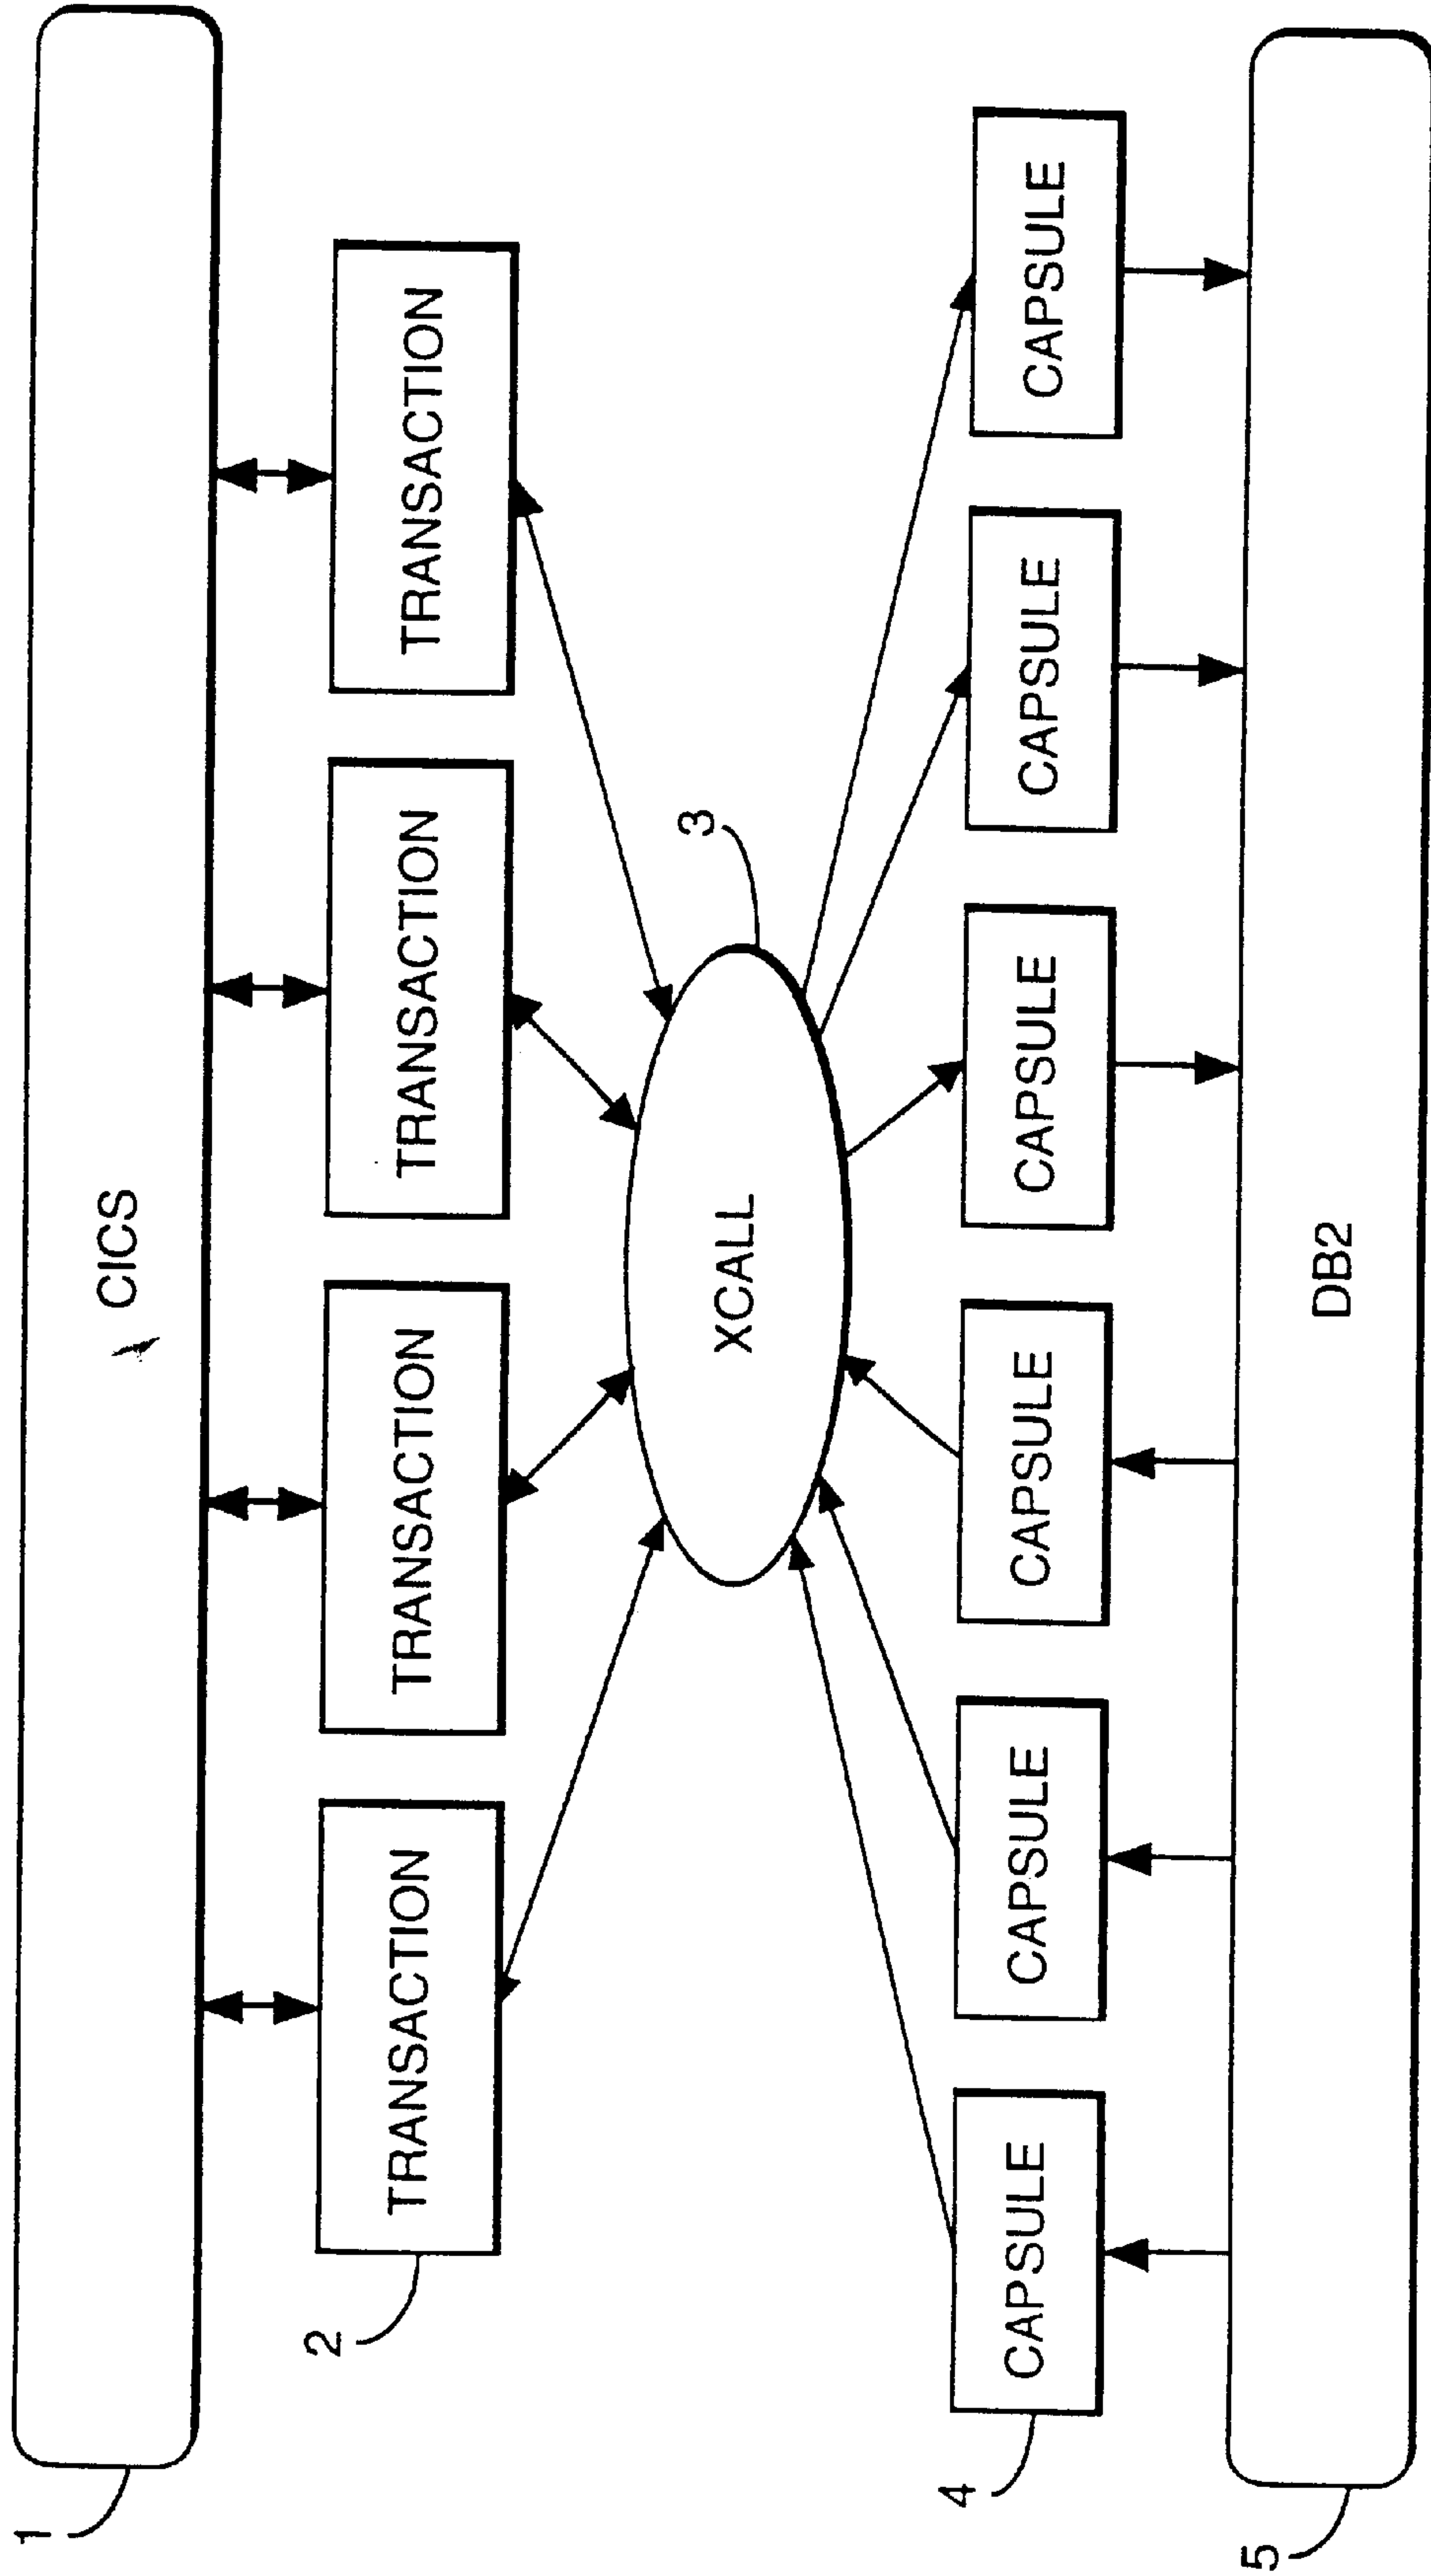 1
CICS
2
TRANSACTION
TRANSACTION
TRANSACTION
TRANSACTION
3
XCALL
4
CAPSULE
CAPSULE
CAPSULE
CAPSULE
CAPSULE
CAPSULE
5
DB2